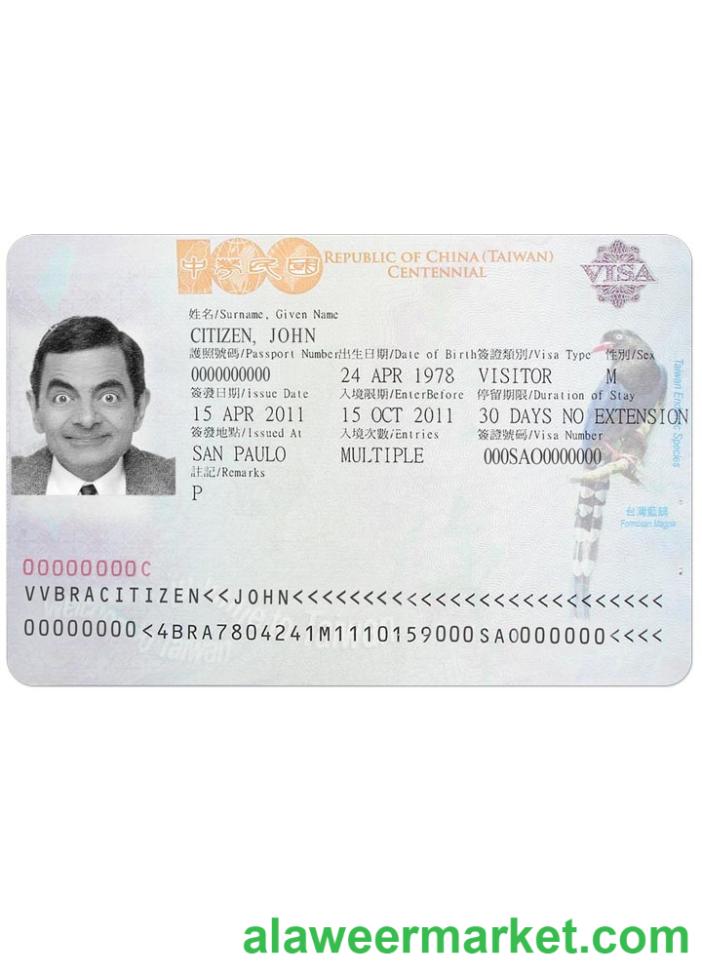 中華民國
REPUBLIC OF CHINA (TAIWAN)
CENTENNIAL
VISA
姓名/Surname, Given Name
CITIZEN, JOHN
護照號碼/Passport Number 出生日期/Date of Birth 簽證類別/Visa Type 性別/Sex
0000000000 24 APR 1978 VISITOR M
簽發日期/issue Date 入境限期/EnterBefore 停留期限/Duration of Stay
15 APR 2011 15 OCT 2011 30 DAYS NO EXTENSION
簽發地點/Issued At 入境次數/Entries 簽證號碼/Visa Number
SAN PAULO MULTIPLE 000SAO0000000
註記/Remarks
P
Taiwan Species
台灣藍鵲
Formosan Magpie
00000000C
VVBRACITIZEN<<JOHN<<<<<<<<<<<<<<<<<<<<<<<<<<
00000000<4BRA7804241M1110159000SAO000000<<<<
alaweermarket.com